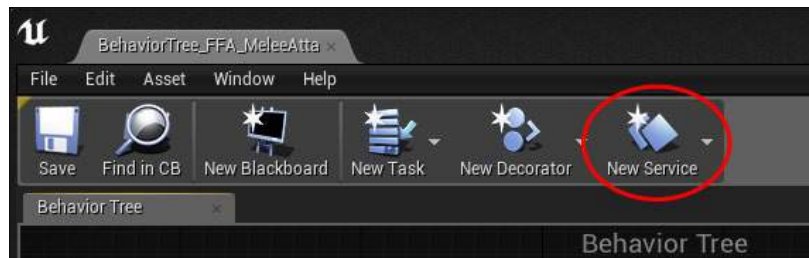 BehaviorTree_FFA_MeleeAtta
File Edit Asset Window Help
Save Find in CB New Blackboard New Task New Decorator New Service
Behavior Tree
Behavior Tree